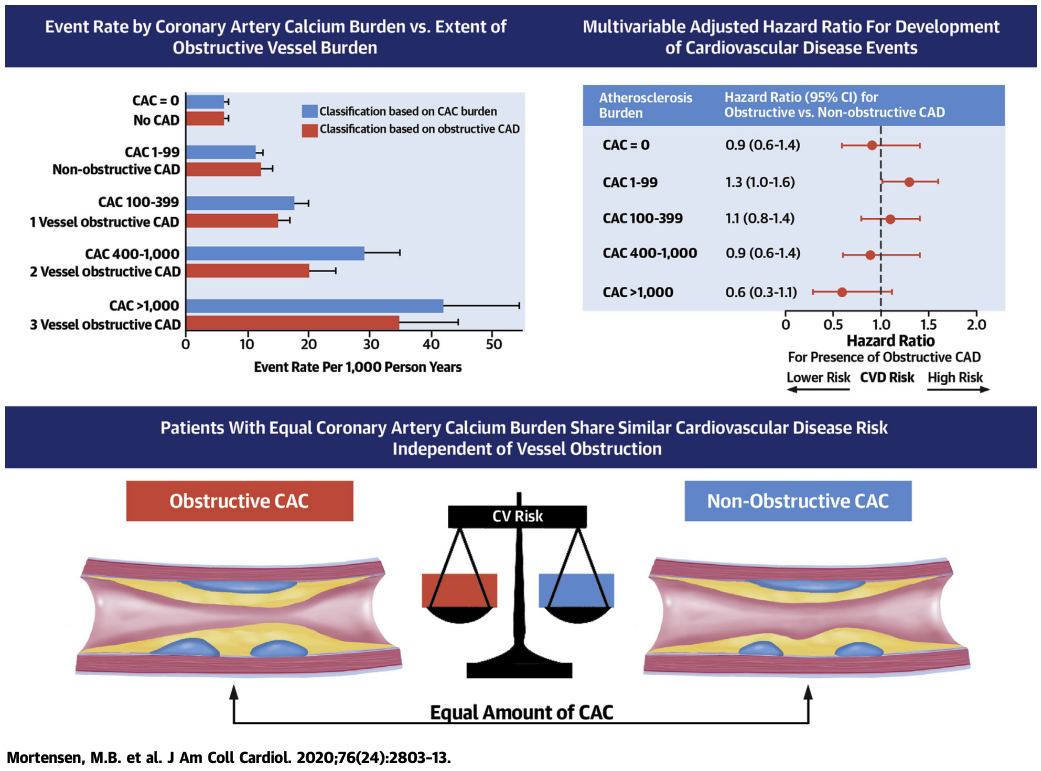 Event Rate by Coronary Artery Calcium Burden vs. Extent of
Obstructive Vessel Burden
CAC = 0
No CAD
CAC 1-99
Non-obstructive CAD
CAC 100-399
1 Vessel obstructive CAD
CAC 400-1,000
2 Vessel obstructive CAD
CAC >1,000
3 Vessel obstructive CAD
Classification based on CAC burden
Classification based on obstructive CAD
0 10 20 30 40 50
Event Rate Per 1,000 Person Years
Multivariable Adjusted Hazard Ratio For Development
of Cardiovascular Disease Events
Atherosclerosis
Burden
Hazard Ratio (95% CI) for
Obstructive vs. Non-obstructive CAD
CAC = 0 0.9 (0.6-1.4)
CAC 1-99 1.3 (1.0-1.6)
CAC 100-399 1.1 (0.8-1.4)
CAC 400-1,000 0.9 (0.6-1.4)
CAC >1,000 0.6 (0.3-1.1)
0 0.5 1.0 1.5 2.0
Hazard Ratio
For Presence of Obstructive CAD
Lower Risk CVD Risk High Risk
Patients With Equal Coronary Artery Calcium Burden Share Similar Cardiovascular Disease Risk
Independent of Vessel Obstruction
Obstructive CAC
CV Risk
Non-Obstructive CAC
Equal Amount of CAC
Mortensen, M.B. et al. J Am Coll Cardiol. 2020;76(24):2803-13.